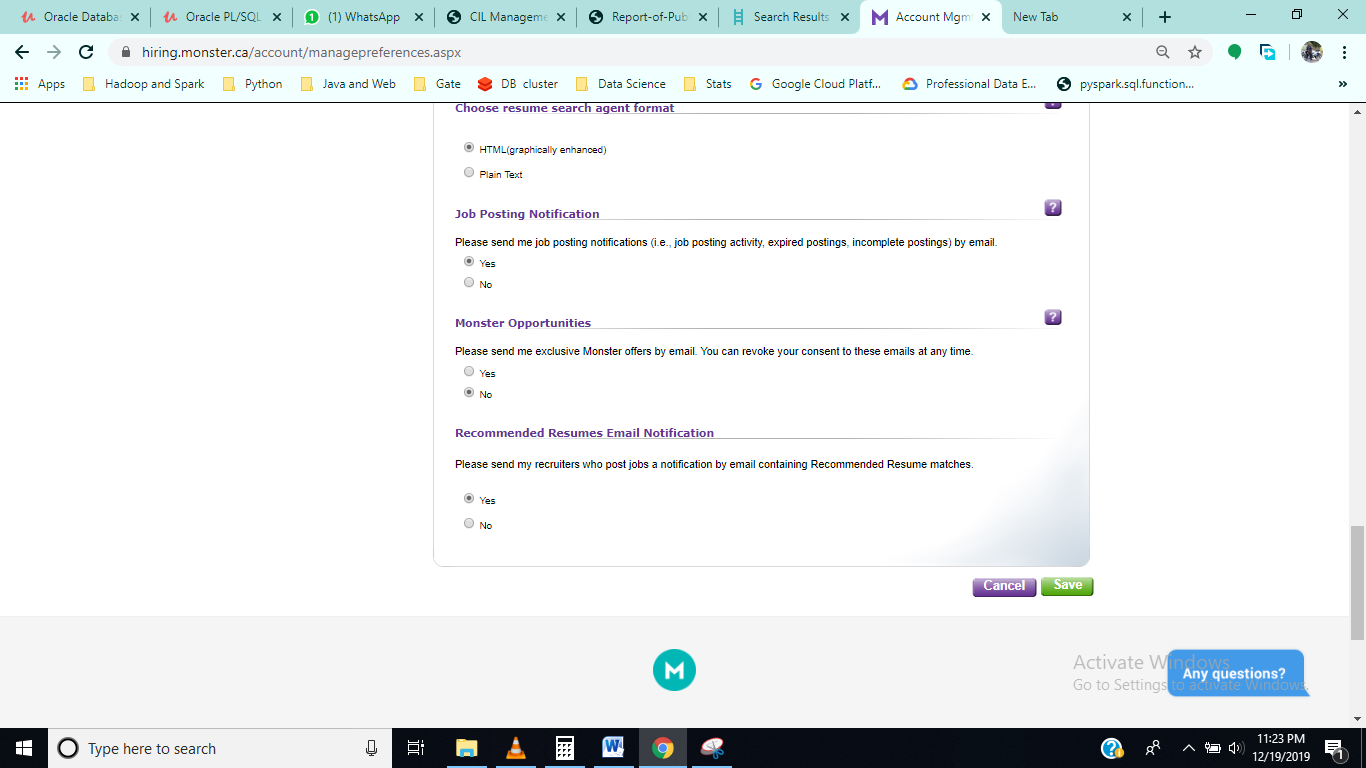 Oracle Databa
Oracle PL/SQL
(1) WhatsApp
CIL Manageme
Report-of-Pub
Search Results
Account Mgm
New Tab
hiring.monster.ca/account/managepreferences.aspx
Apps
Hadoop and Spark
Python
Java and Web
Gate
DB cluster
Data Science
Stats
Google Cloud Platf...
Professional Data E...
pyspark.sql.function...
»
Choose resume search agent format
HTML(graphically enhanced)
Plain Text
Job Posting Notification
?
Please send me job posting notifications (i.e., job posting activity, expired postings, incomplete postings) by email.
Yes
No
Monster Opportunities
?
Please send me exclusive Monster offers by email. You can revoke your consent to these emails at any time.
Yes
No
Recommended Resumes Email Notification
Please send my recruiters who post jobs a notification by email containing Recommended Resume matches.
Yes
No
Cancel
Save
M
Activate Windows
Go to Settings to activate Windows.
Any questions?
Type here to search
11:23 PM
12/19/2019
1